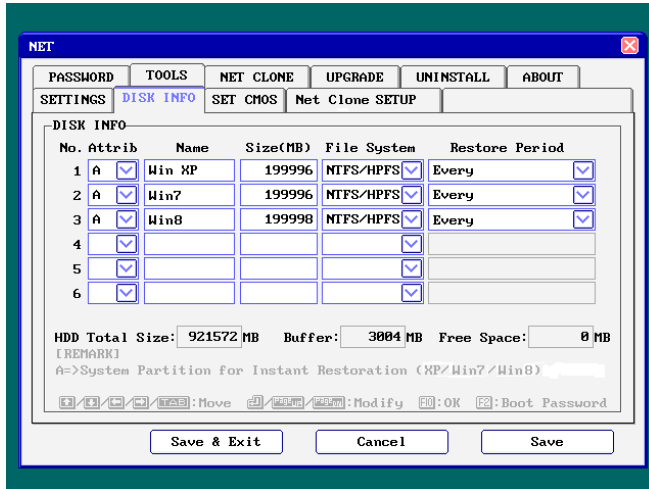 NET
PASSWORD TOOLS NET CLONE UPGRADE UNINSTALL ABOUT
SETTINGS DISK INFO SET CMOS Net Clone SETUP
DISK INFO
No. Attrib Name Size(MB) File System Restore Period
1 A Win XP 199996 NTFS/HPFS Every
2 A Win7 199996 NTFS/HPFS Every
3 A Win8 199998 NTFS/HPFS Every
4
5
6
HDD Total Size: 921572 MB Buffer: 3004 MB Free Space: 0 MB
[REMARK]
A=>System Partition for Instant Restoration (XP/Win7/Win8)
/TAB:Move :Modify F10:OK F2:Boot Password
Save & Exit Cancel Save